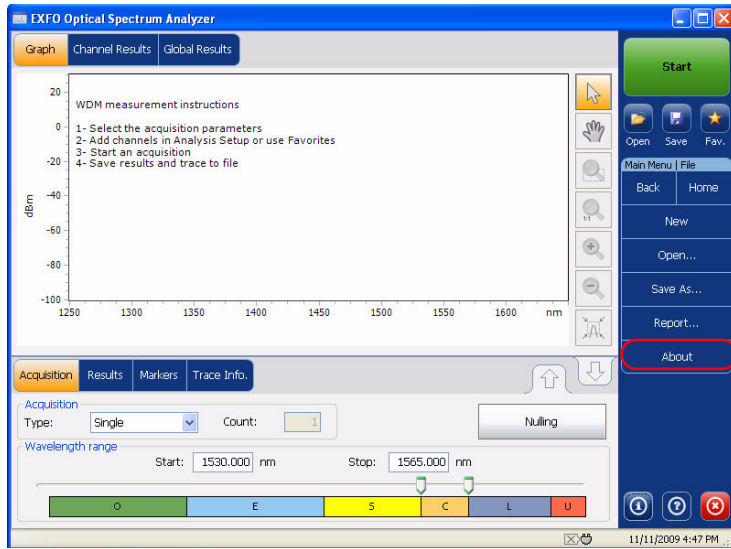 EXFO Optical Spectrum Analyzer
Graph
Channel Results
Global Results
WDM measurement instructions
1- Select the acquisition parameters
2- Add channels in Analysis Setup or use Favorites
3- Start an acquisition
4- Save results and trace to file
dBm
20
0
-20
-40
-60
-80
-100
1250 1300 1350 1400 1450 1500 1550 1600 nm
1:1
Start
Open Save Fav.
Main Menu | File
Back Home
New
Open...
Save As...
Report...
About
Acquisition
Results
Markers
Trace Info.
Acquisition
Type: Single Count: 1
Nulling
Wavelength range
Start: 1530.000 nm Stop: 1565.000 nm
O E S C L U
11/11/2009 4:47 PM